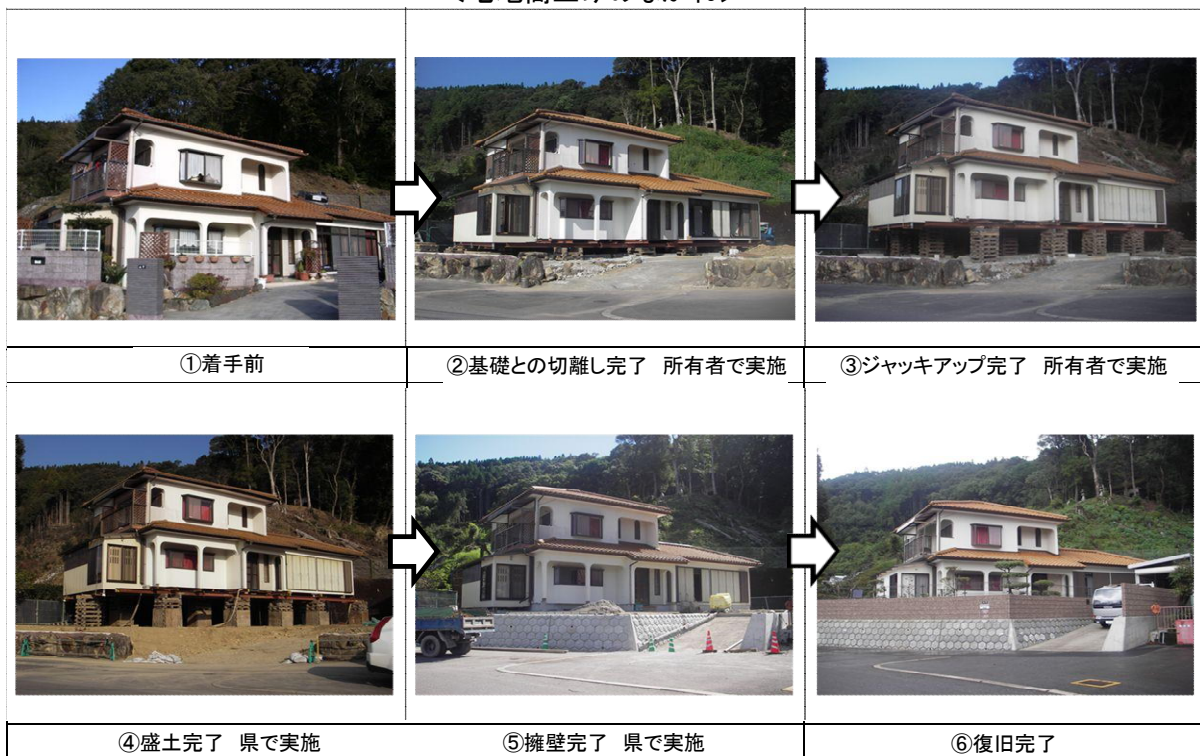 ①着手前
②基礎との切離し完了 所有者で実施
③ジャッキアップ完了 所有者で実施
④盛土完了 県で実施
⑤擁壁完了 県で実施
⑥復旧完了